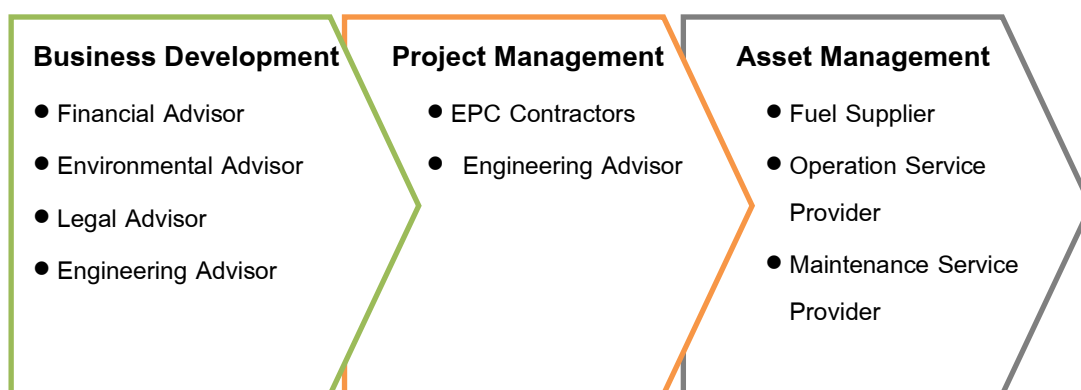 Business Development
● Financial Advisor
● Environmental Advisor
● Legal Advisor
● Engineering Advisor
Project Management
● EPC Contractors
● Engineering Advisor
Asset Management
● Fuel Supplier
● Operation Service
Provider
● Maintenance Service
Provider